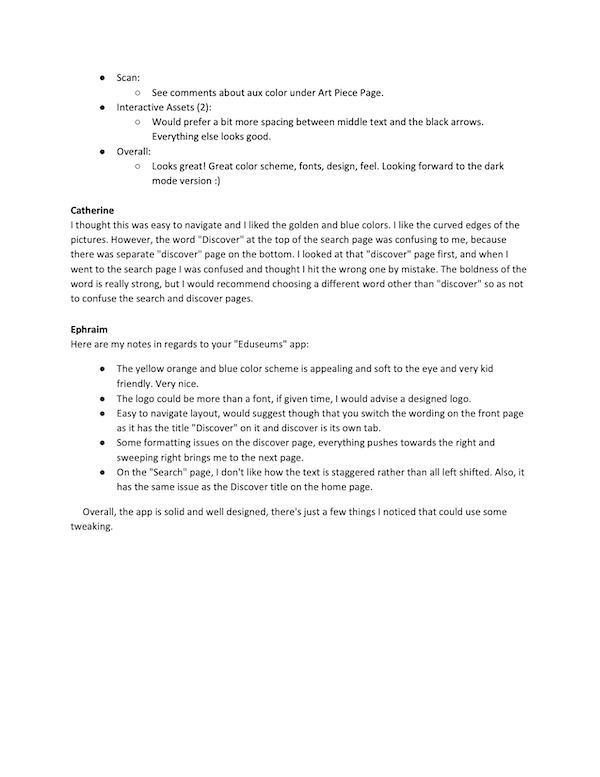 ● Scan:
○ See comments about aux color under Art Piece Page.
● Interactive Assets (2):
○ Would prefer a bit more spacing between middle text and the black arrows.
Everything else looks good.
● Overall:
○ Looks great! Great color scheme, fonts, design, feel. Looking forward to the dark
mode version :)
Catherine
I thought this was easy to navigate and I liked the golden and blue colors. I like the curved edges of the
pictures. However, the word "Discover" at the top of the search page was confusing to me, because
there was separate "discover" page on the bottom. I looked at that "discover" page first, and when I
went to the search page I was confused and thought I hit the wrong one by mistake. The boldness of the
word is really strong, but I would recommend choosing a different word other than "discover" so as not
to confuse the search and discover pages.
Ephraim
Here are my notes in regards to your "Eduseums" app:
● The yellow orange and blue color scheme is appealing and soft to the eye and very kid
friendly. Very nice.
● The logo could be more than a font, if given time, I would advise a designed logo.
● Easy to navigate layout, would suggest though that you switch the wording on the front page
as it has the title "Discover" on it and discover is its own tab.
● Some formatting issues on the discover page, everything pushes towards the right and
sweeping right brings me to the next page.
● On the "Search" page, I don't like how the text is staggered rather than all left shifted. Also, it
has the same issue as the Discover title on the home page.
Overall, the app is solid and well designed, there's just a few things I noticed that could use some
tweaking.